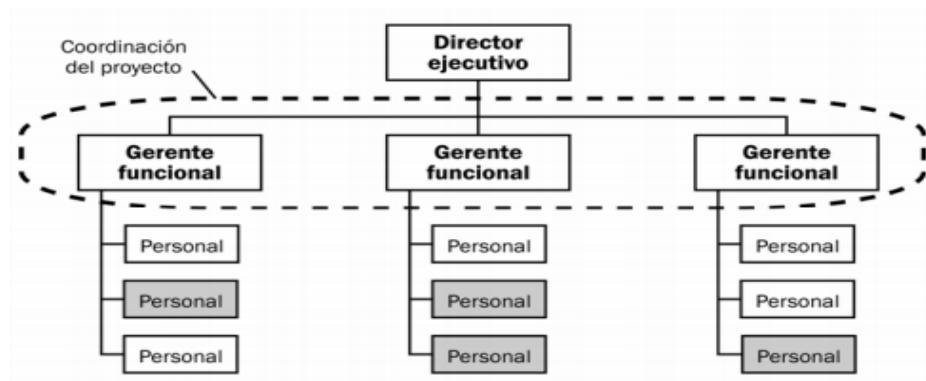 Coordinación
del proyecto
Director
ejecutivo
Gerente
funcional
Gerente
funcional
Gerente
funcional
Personal
Personal
Personal
Personal
Personal
Personal
Personal
Personal
Personal